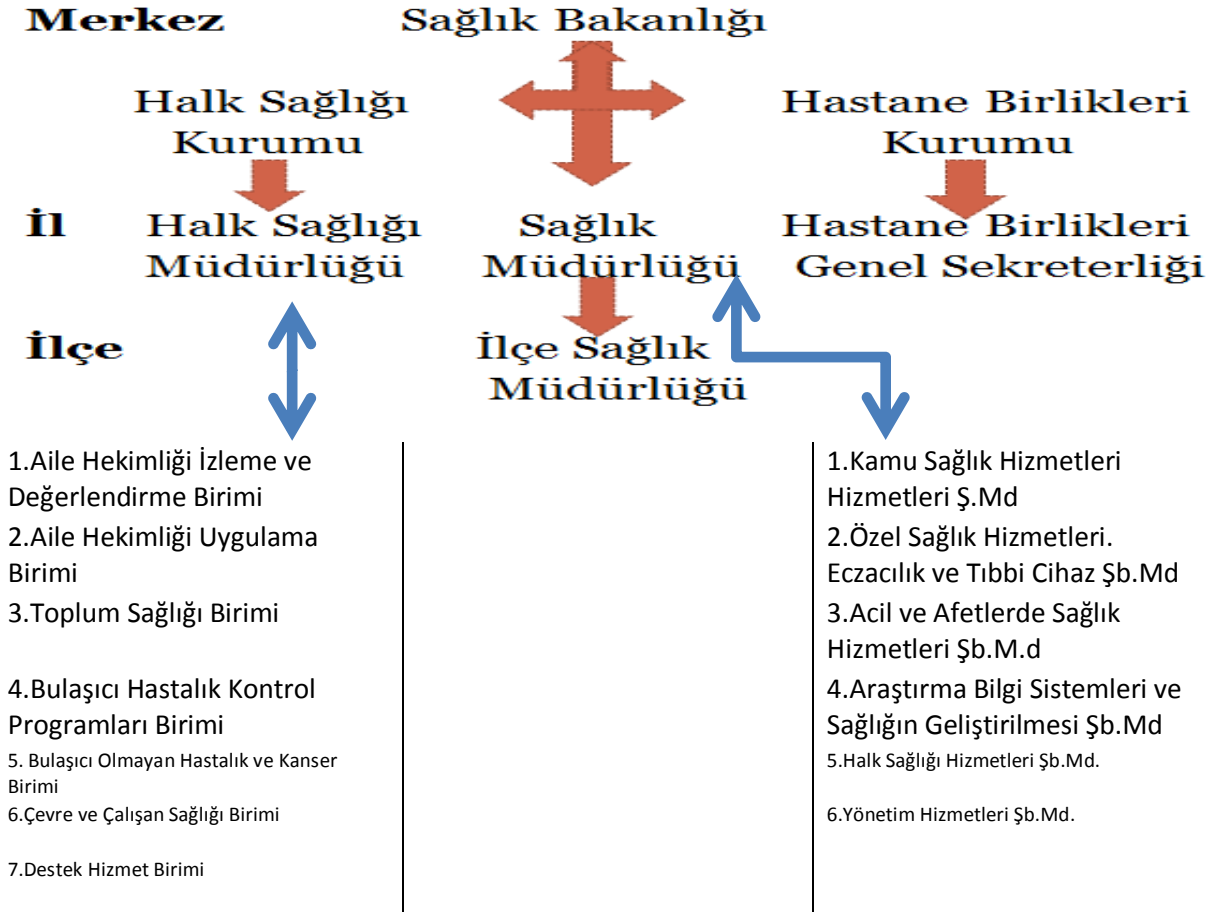 Merkez Sağlık Bakanlığı
Halk Sağlığı Kurumu
Hastane Birlikleri Kurumu
İl
Halk Sağlığı Müdürlüğü
Sağlık Müdürlüğü
Hastane Birlikleri Genel Sekreterliği
İlçe
İlçe Sağlık Müdürlüğü
1.Aile Hekimliği İzleme ve
Değerlendirme Birimi
2.Aile Hekimliği Uygulama
Birimi
3.Toplum Sağlığı Birimi
4.Bulaşıcı Hastalık Kontrol
Programları Birimi
5. Bulaşıcı Olmayan Hastalık ve Kanser
Birimi
6.Çevre ve Çalışan Sağlığı Birimi
7.Destek Hizmet Birimi
1.Kamu Sağlık Hizmetleri
Hizmetleri Ş.Md
2.Özel Sağlık Hizmetleri.
Eczacılık ve Tıbbi Cihaz Şb.Md
3.Acil ve Afetlerde Sağlık
Hizmetleri Şb.M.d
4.Araştırma Bilgi Sistemleri ve
Sağlığın Geliştirilmesi Şb.Md
5.Halk Sağlığı Hizmetleri Şb.Md.
6.Yönetim Hizmetleri Şb.Md.